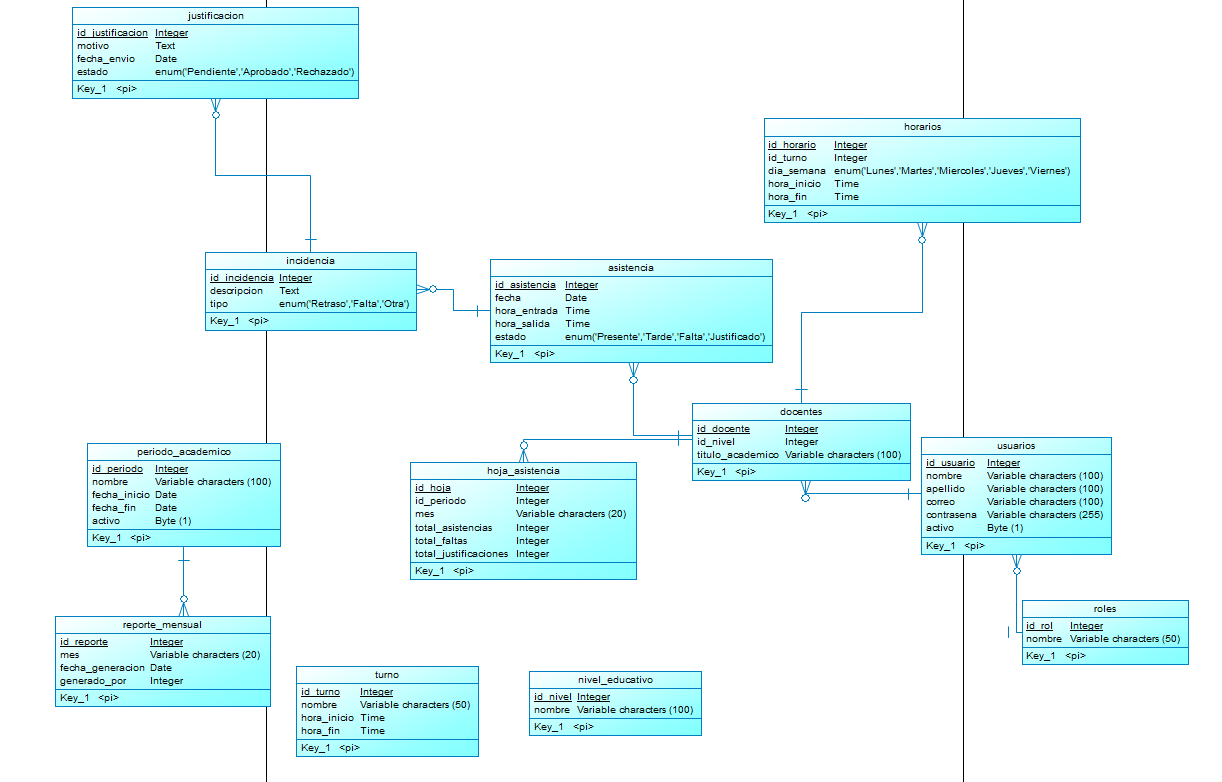 justificacion
id_justificacion Integer
motivo Text
fecha_envio Date
estado enum('Pendiente','Aprobado','Rechazado')
Key_1 <pi>
horarios
id_horario Integer
id_turno Integer
dia_semana enum('Lunes','Martes','Miercoles','Jueves','Viernes')
hora_inicio Time
hora_fin Time
Key_1 <pi>
incidencia
id_incidencia Integer
descripcion Text
tipo enum('Retraso','Falta','Otra')
Key_1 <pi>
asistencia
id_asistencia Integer
fecha Date
hora_entrada Time
hora_salida Time
estado enum('Presente','Tarde','Falta','Justificado')
Key_1 <pi>
docentes
id_docente Integer
id_nivel Integer
titulo_academico Variable characters (100)
Key_1 <pi>
usuarios
id_usuario Integer
nombre Variable characters (100)
apellido Variable characters (100)
correo Variable characters (100)
contrasena Variable characters (255)
activo Byte (1)
Key_1 <pi>
periodo_academico
id_periodo Integer
nombre Variable characters (100)
fecha_inicio Date
fecha_fin Date
activo Byte (1)
Key_1 <pi>
hoja_asistencia
id_hoja Integer
id_periodo Integer
mes Variable characters (20)
total_asistencias Integer
total_faltas Integer
total_justificaciones Integer
Key_1 <pi>
roles
id_rol Integer
nombre Variable characters (50)
Key_1 <pi>
reporte_mensual
id_reporte Integer
mes Variable characters (20)
fecha_generacion Date
generado_por Integer
Key_1 <pi>
turno
id_turno Integer
nombre Variable characters (50)
hora_inicio Time
hora_fin Time
Key_1 <pi>
nivel_educativo
id_nivel Integer
nombre Variable characters (100)
Key_1 <pi>